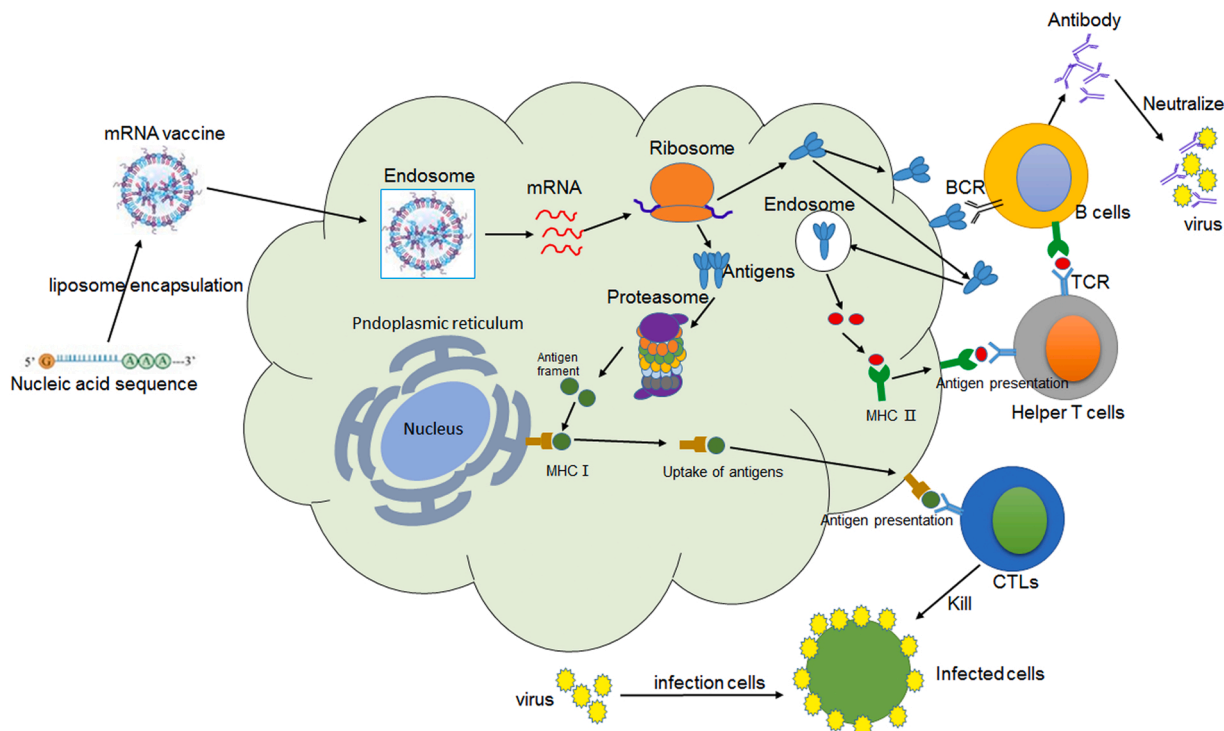 Antibody
Neutralize
mRNA vaccine
Ribosome
Endosome
mRNA
BCR
B cells
virus
Endosome
Antigens
TCR
liposome encapsulation
Proteasome
Pndoplasmic reticulum
5' G AAA---3'
Nucleic acid sequence
Antigen
frament
Antigen presentation
MHC II
Helper T cells
Nucleus
MHC I
Uptake of antigens
Antigen presentation
CTLs
Kill
Infected cells
virus
infection cells